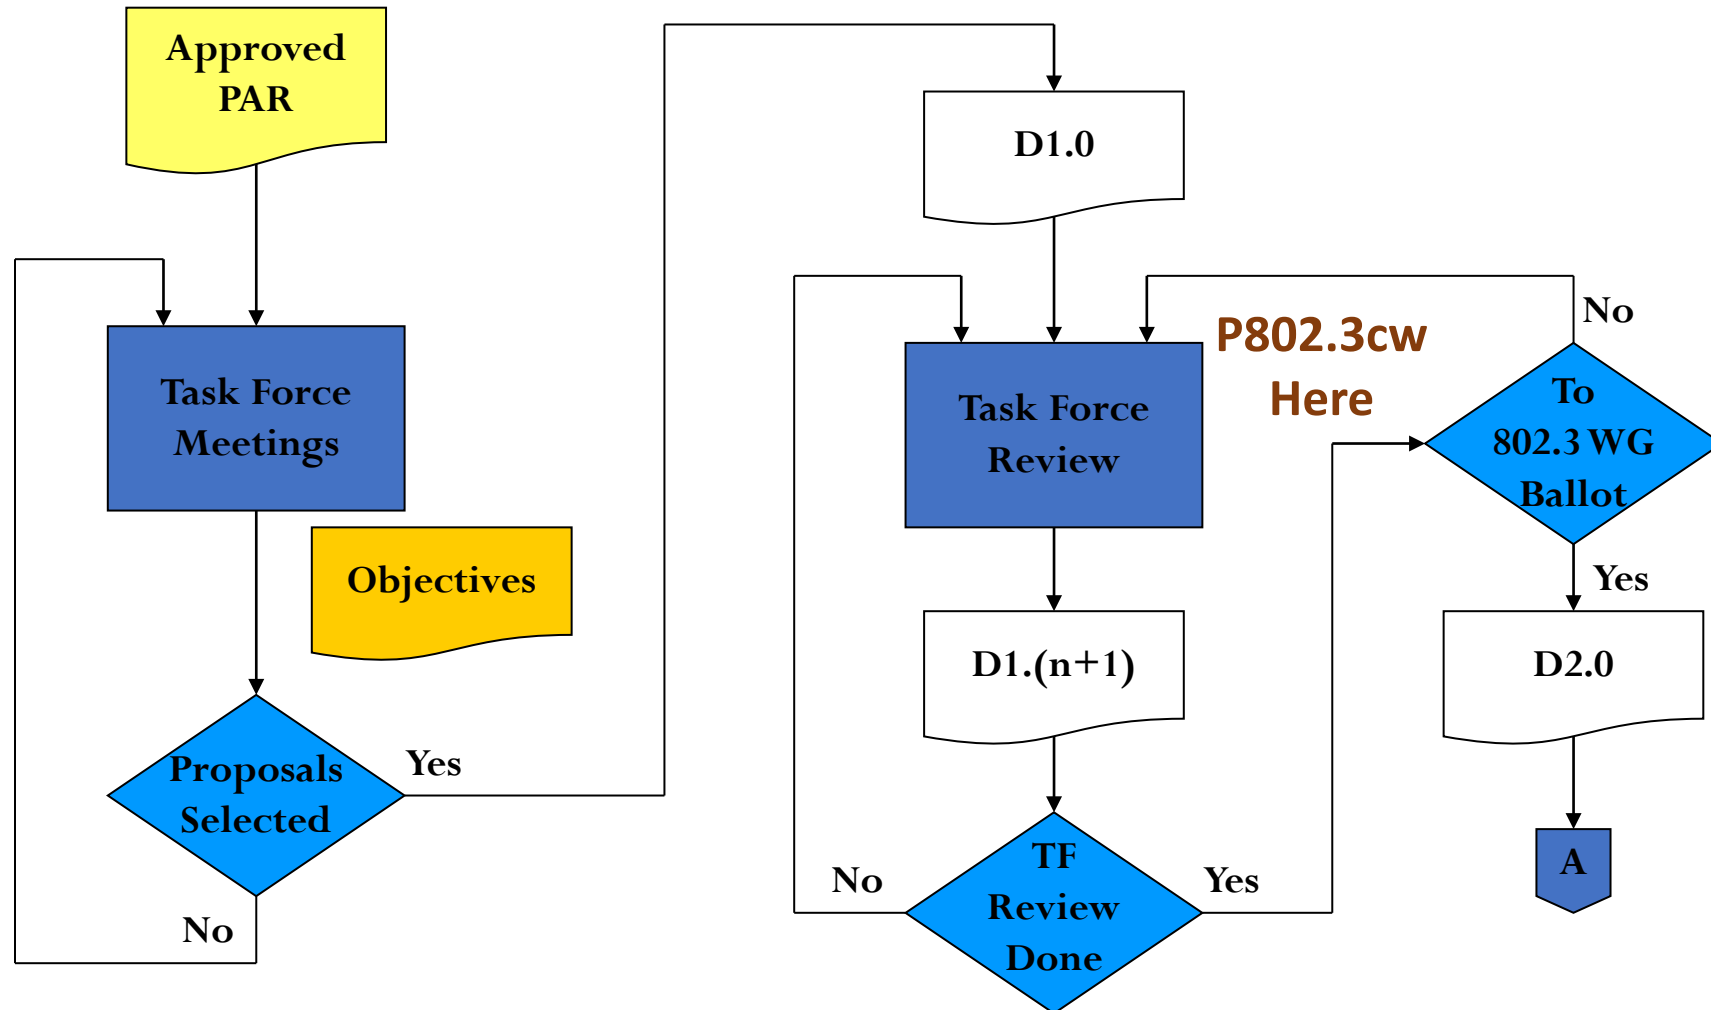 Approved
PAR
Task Force
Meetings
Objectives
Proposals
Selected
Yes
No
D1.0
Task Force
Review
P802.3cw
Here
D1.(n+1)
TF
Review
Done
No
Yes
To
802.3 WG
Ballot
No
Yes
D2.0
A